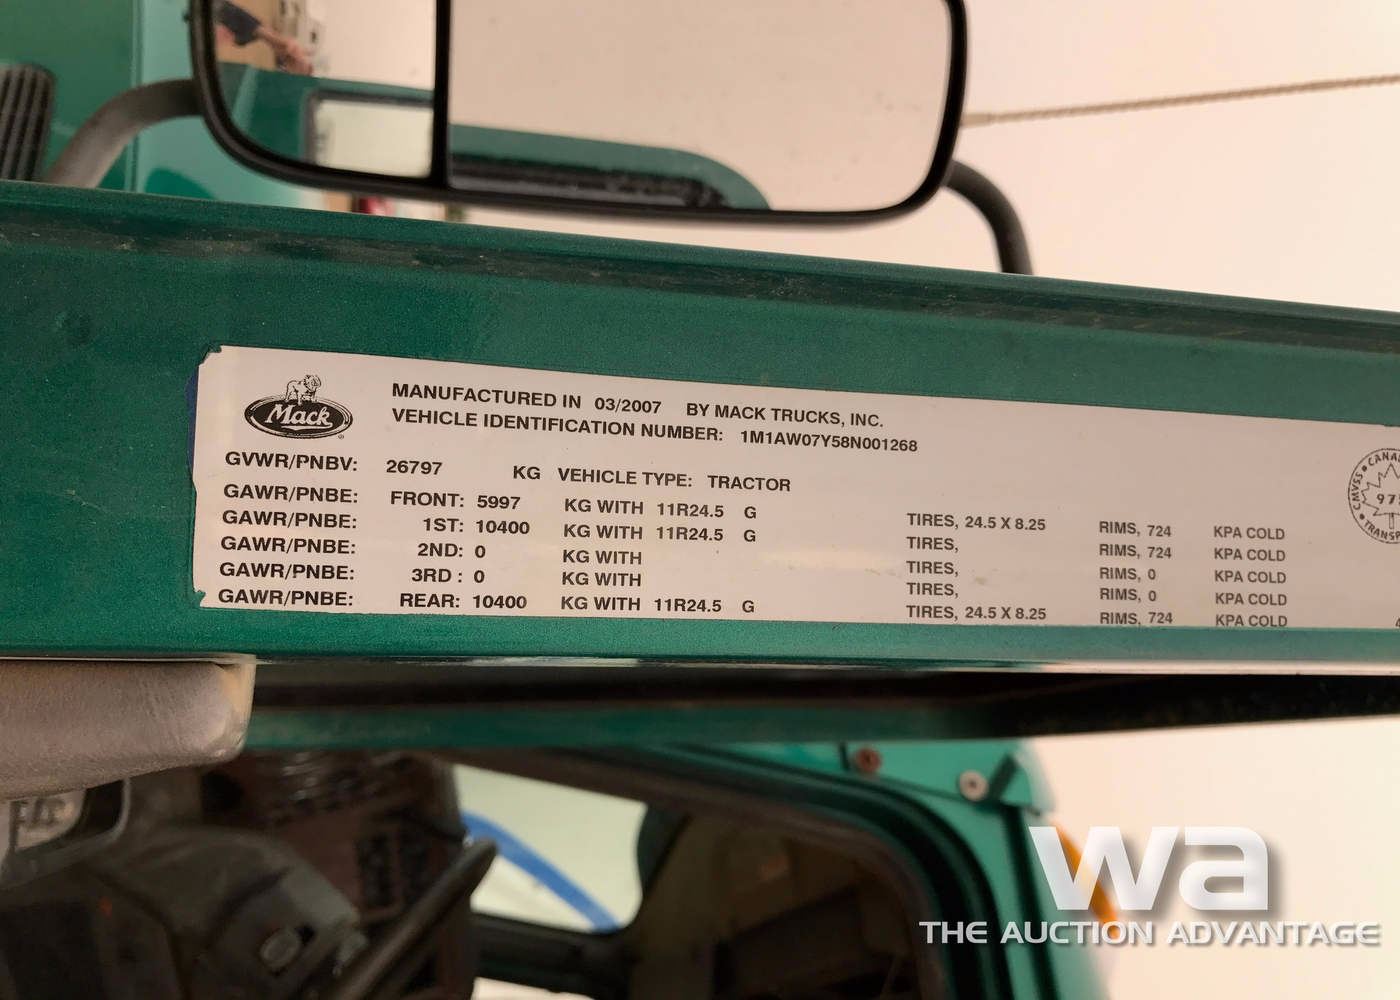 Mack
MANUFACTURED IN 03/2007 BY MACK TRUCKS, INC.
VEHICLE IDENTIFICATION NUMBER: 1M1AW07Y58N001268
GVWR/PNBV: 26797 KG VEHICLE TYPE: TRACTOR
GAWR/PNBE: FRONT: 5997 KG WITH 11R24.5 G TIRES, 24.5 X 8.25 RIMS, 724 KPA COLD
GAWR/PNBE: 1ST: 10400 KG WITH 11R24.5 G TIRES, RIMS, 724 KPA COLD
GAWR/PNBE: 2ND: 0 KG WITH TIRES, RIMS, 0 KPA COLD
GAWR/PNBE: 3RD : 0 KG WITH TIRES, RIMS, 0 KPA COLD
GAWR/PNBE: REAR: 10400 KG WITH 11R24.5 G TIRES, 24.5 X 8.25 RIMS, 724 KPA COLD
CMVSS
wa
THE AUCTION ADVANTAGE